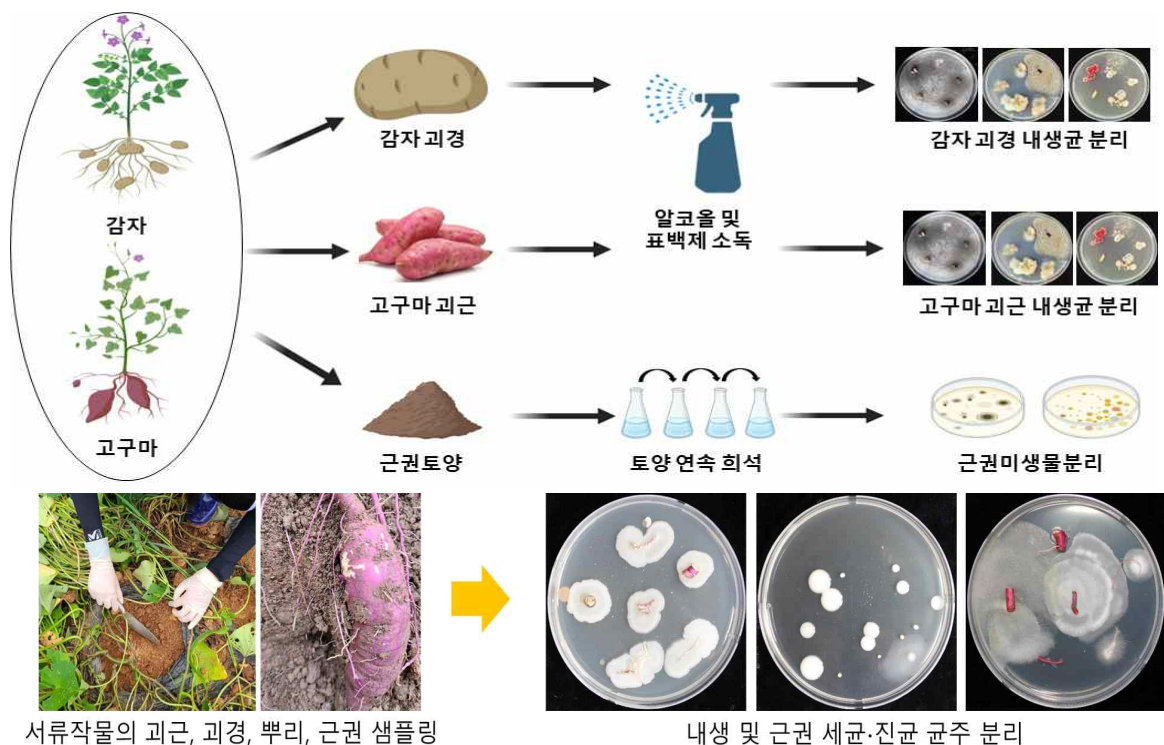 감자 괴경
감자 괴경 내생균 분리
감자
알코올 및
표백제 소독
고구마 괴근
고구마 괴근 내생균 분리
고구마
근권토양
토양 연속 희석
근권미생물분리
서류작물의 괴근, 괴경, 뿌리, 근권 샘플링
내생 및 근권 세균·진균 균주 분리